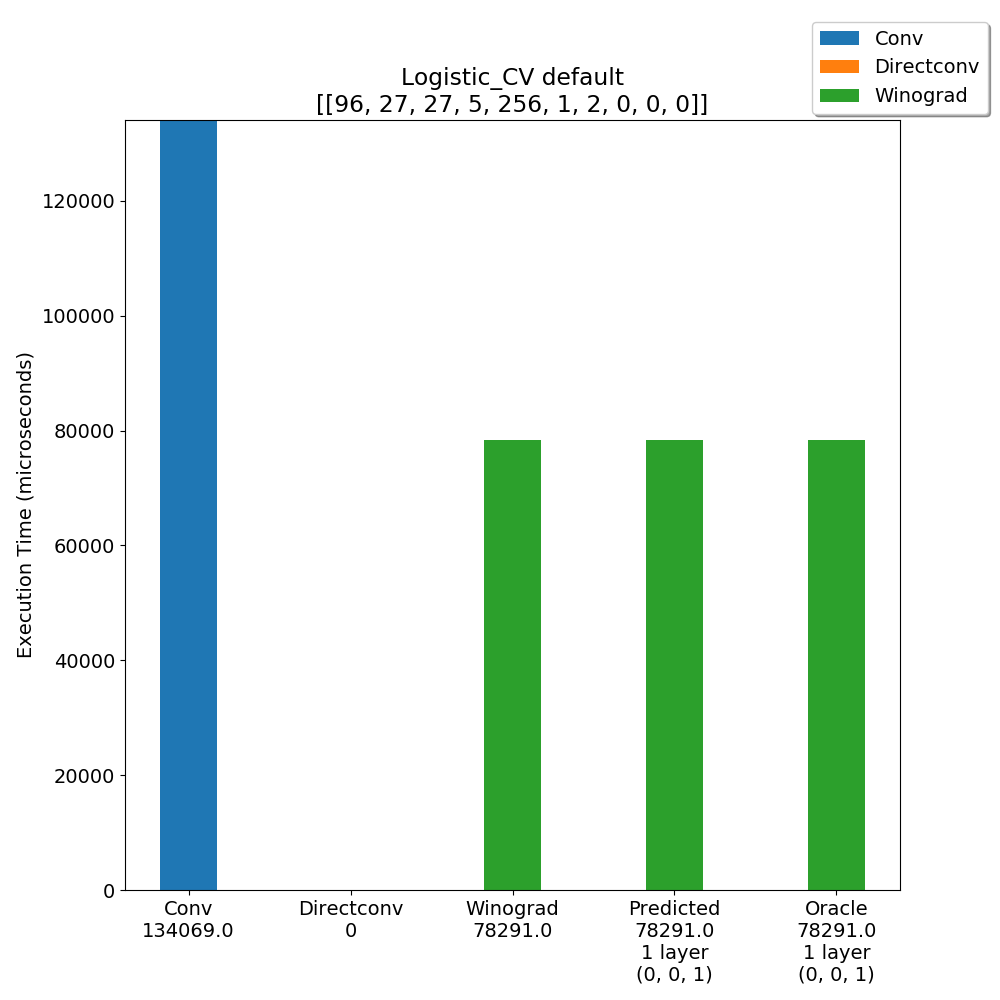 Conv
Directconv
Winograd
Logistic_CV default
[[96, 27, 27, 5, 256, 1, 2, 0, 0, 0]]
Execution Time (microseconds)
120000
100000
80000
60000
40000
20000
0
Conv
134069.0
Directconv
0
Winograd
78291.0
Predicted
78291.0
1 layer
(0, 0, 1)
Oracle
78291.0
1 layer
(0, 0, 1)